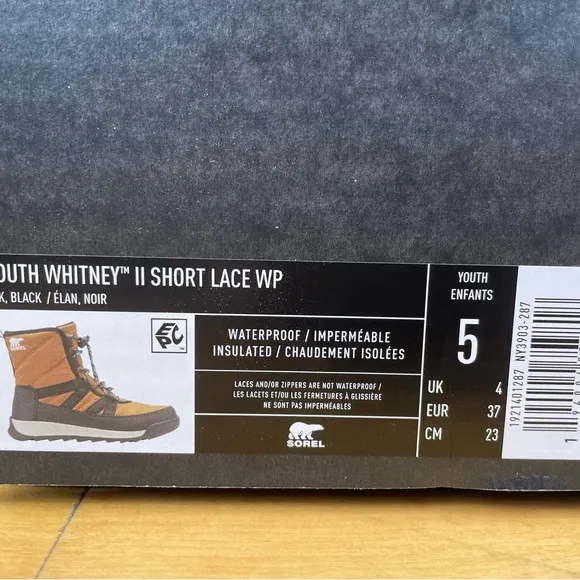 OUTH WHITNEY™ II SHORT LACE WP
K, BLACK / ÉLAN, NOIR
SOREL
EPC™
WATERPROOF / IMPERMÉABLE
INSULATED / CHAUDEMENT ISOLÉES
LACES AND/OR ZIPPERS ARE NOT WATERPROOF /
LES LACETS ET/OU LES FERMETURES À GLISSIÈRE
NE SONT PAS IMPERMÉABLES
SOREL
YOUTH
ENFANTS
5
UK 4
EUR 37
CM 23
1921401287 NY3903-287